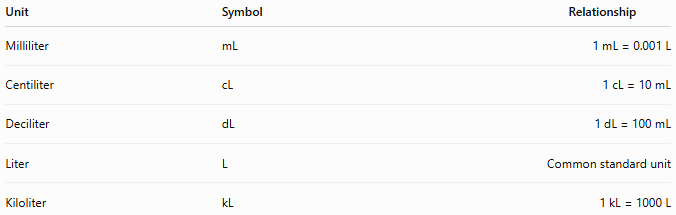 Unit Symbol Relationship
Milliliter mL 1 mL = 0.001 L
Centiliter cL 1 cL = 10 mL
Deciliter dL 1 dL = 100 mL
Liter L Common standard unit
Kiloliter kL 1 kL = 1000 L